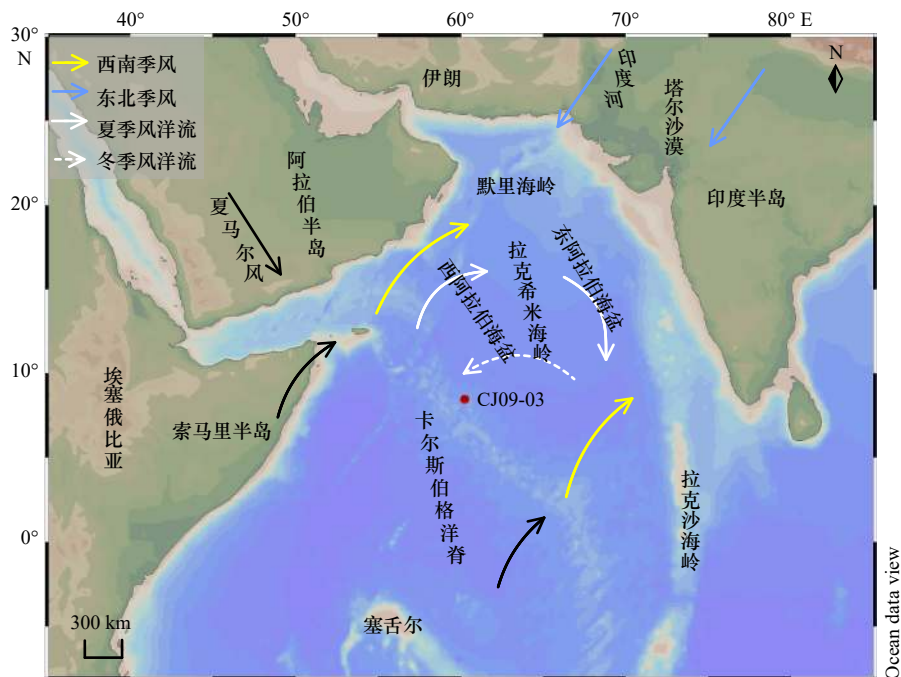 40° 50° 60° 70° 80° E
30°
N
西南季风
东北季风
夏季风洋流
冬季风洋流
N
伊朗
印度河
塔尔沙漠
阿拉伯半岛
夏马尔风
默里海岭
印度半岛
20°
西阿拉伯海盆
拉克希米海岭
东阿拉伯海盆
10°
埃塞俄比亚
索马里半岛
CJ09-03
卡尔斯伯格洋脊
拉克沙海岭
0°
塞舌尔
300 km
Ocean data view